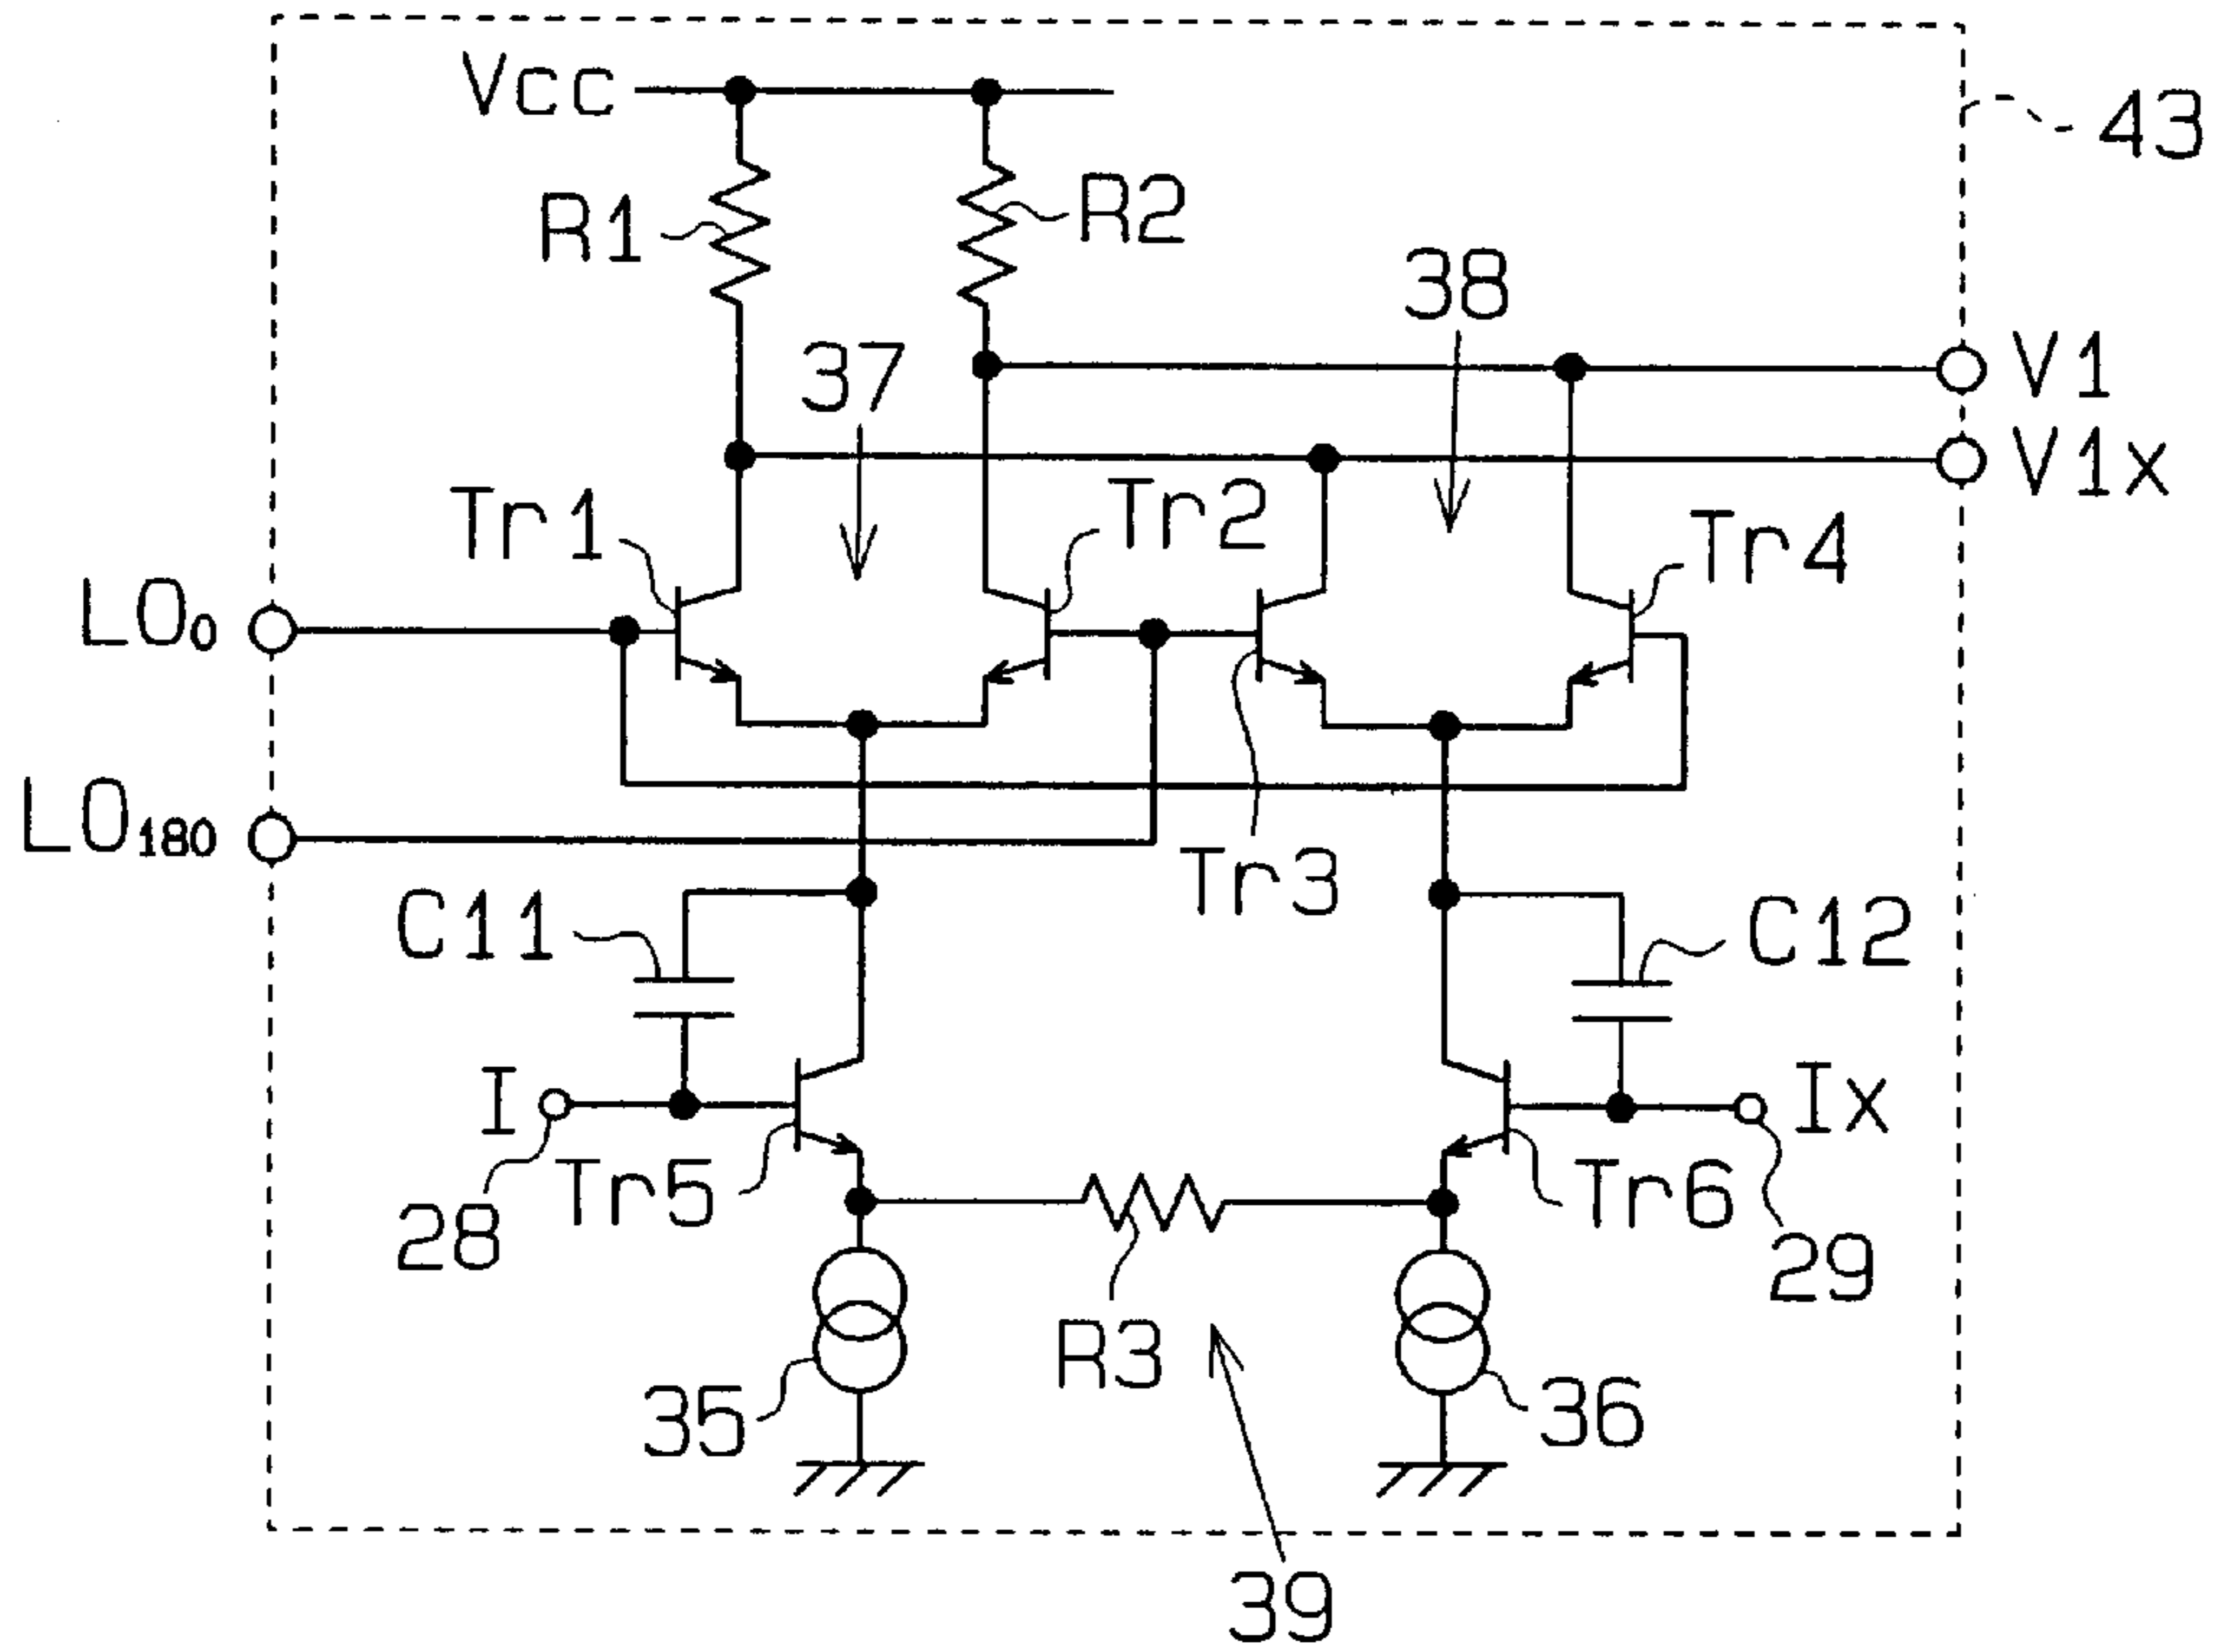 Vcc
43
R1
R2
38
37
V1
V1x
Tr1
Tr2
Tr4
LO0
LO180
Tr3
C11
C12
I
Ix
28
Tr5
Tr6
29
R3
35
36
39